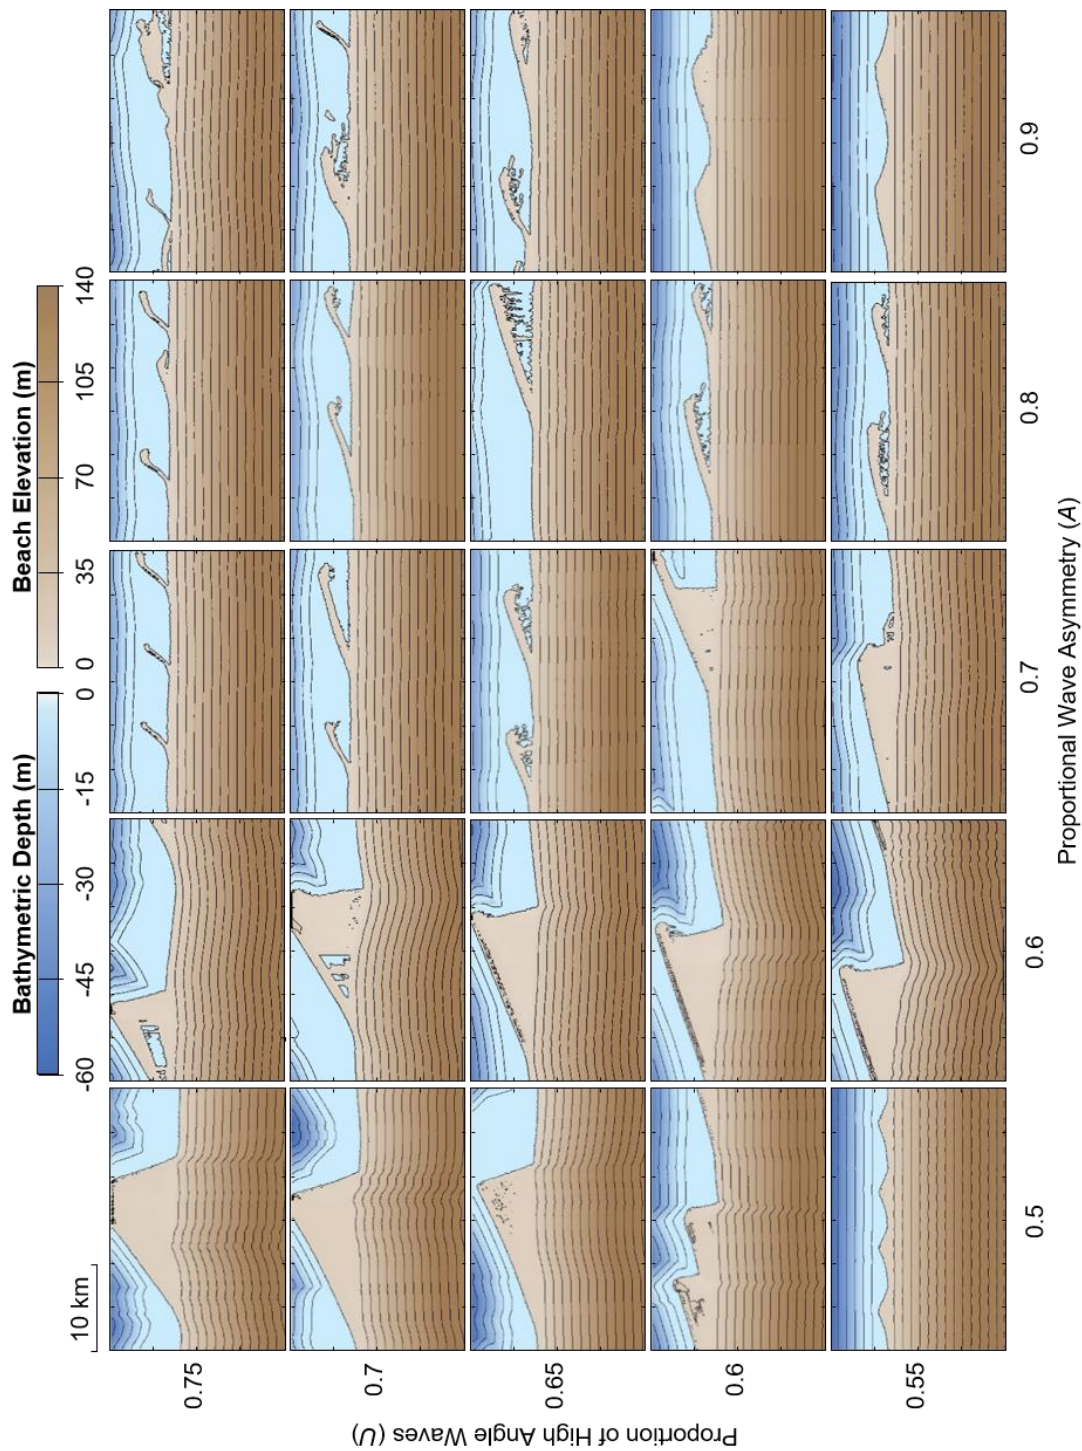 Bathymetric Depth (m)
-60 -45 -30 -15 0
Beach Elevation (m)
0 35 70 105 140
10 km
0.75
0.7
0.65
0.6
0.55
Proportion of High Angle Waves (U)
0.5 0.6 0.7 0.8 0.9
Proportional Wave Asymmetry (A)